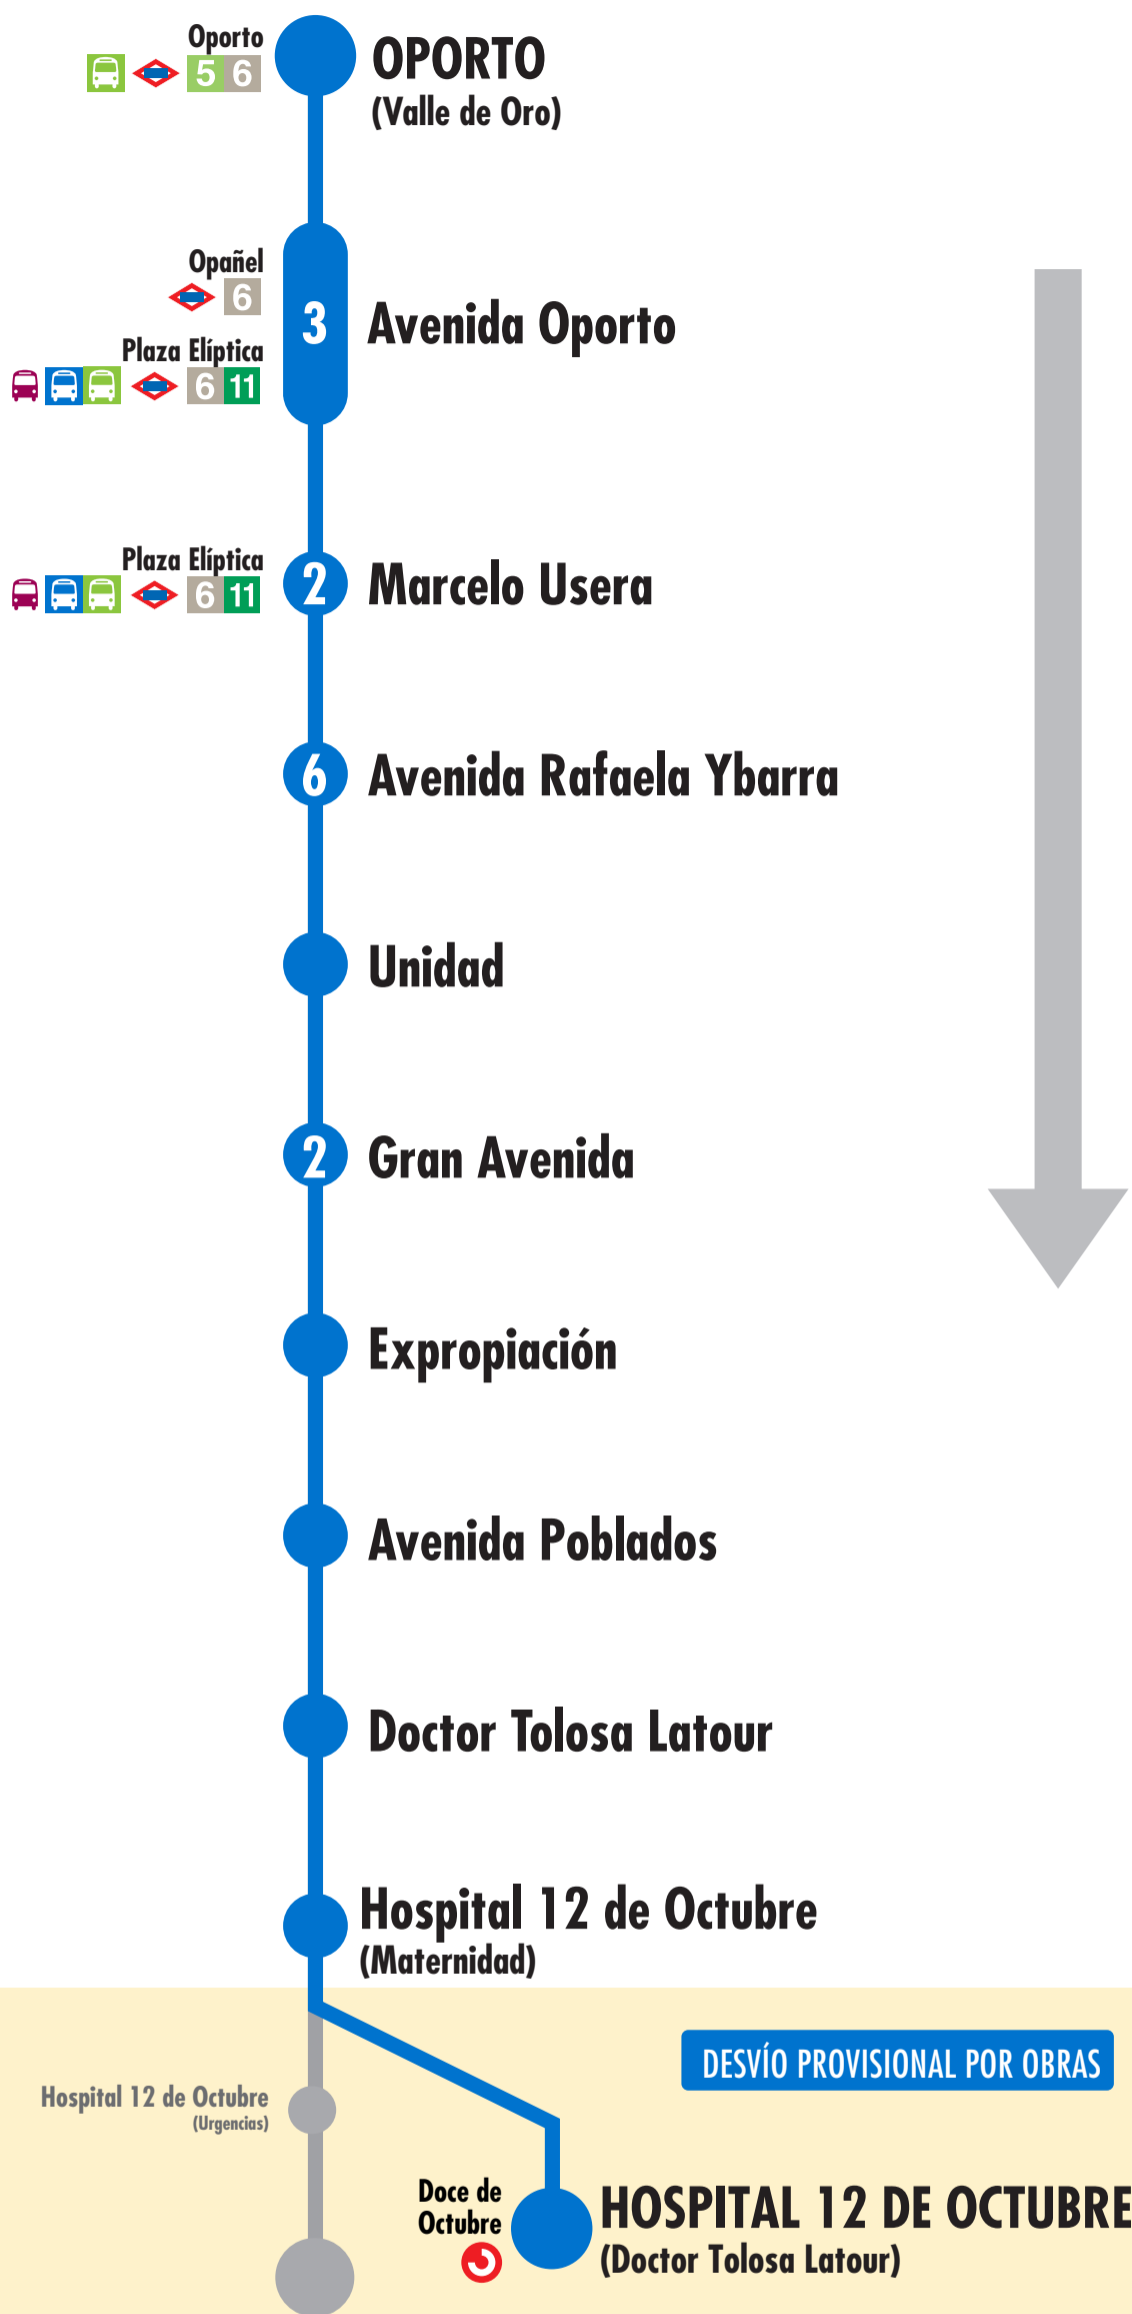 Oporto
5 6
OPORTO
(Valle de Oro)
Opañel
6
3
Avenida Oporto
Plaza Elíptica
6 11
Plaza Elíptica
6 11
2
Marcelo Usera
6
Avenida Rafaela Ybarra
Unidad
2
Gran Avenida
Expropiación
Avenida Poblados
Doctor Tolosa Latour
Hospital 12 de Octubre
(Maternidad)
DESVÍO PROVISIONAL POR OBRAS
Hospital 12 de Octubre
(Urgencias)
Doce de
Octubre
HOSPITAL 12 DE OCTUBRE
(Doctor Tolosa Latour)